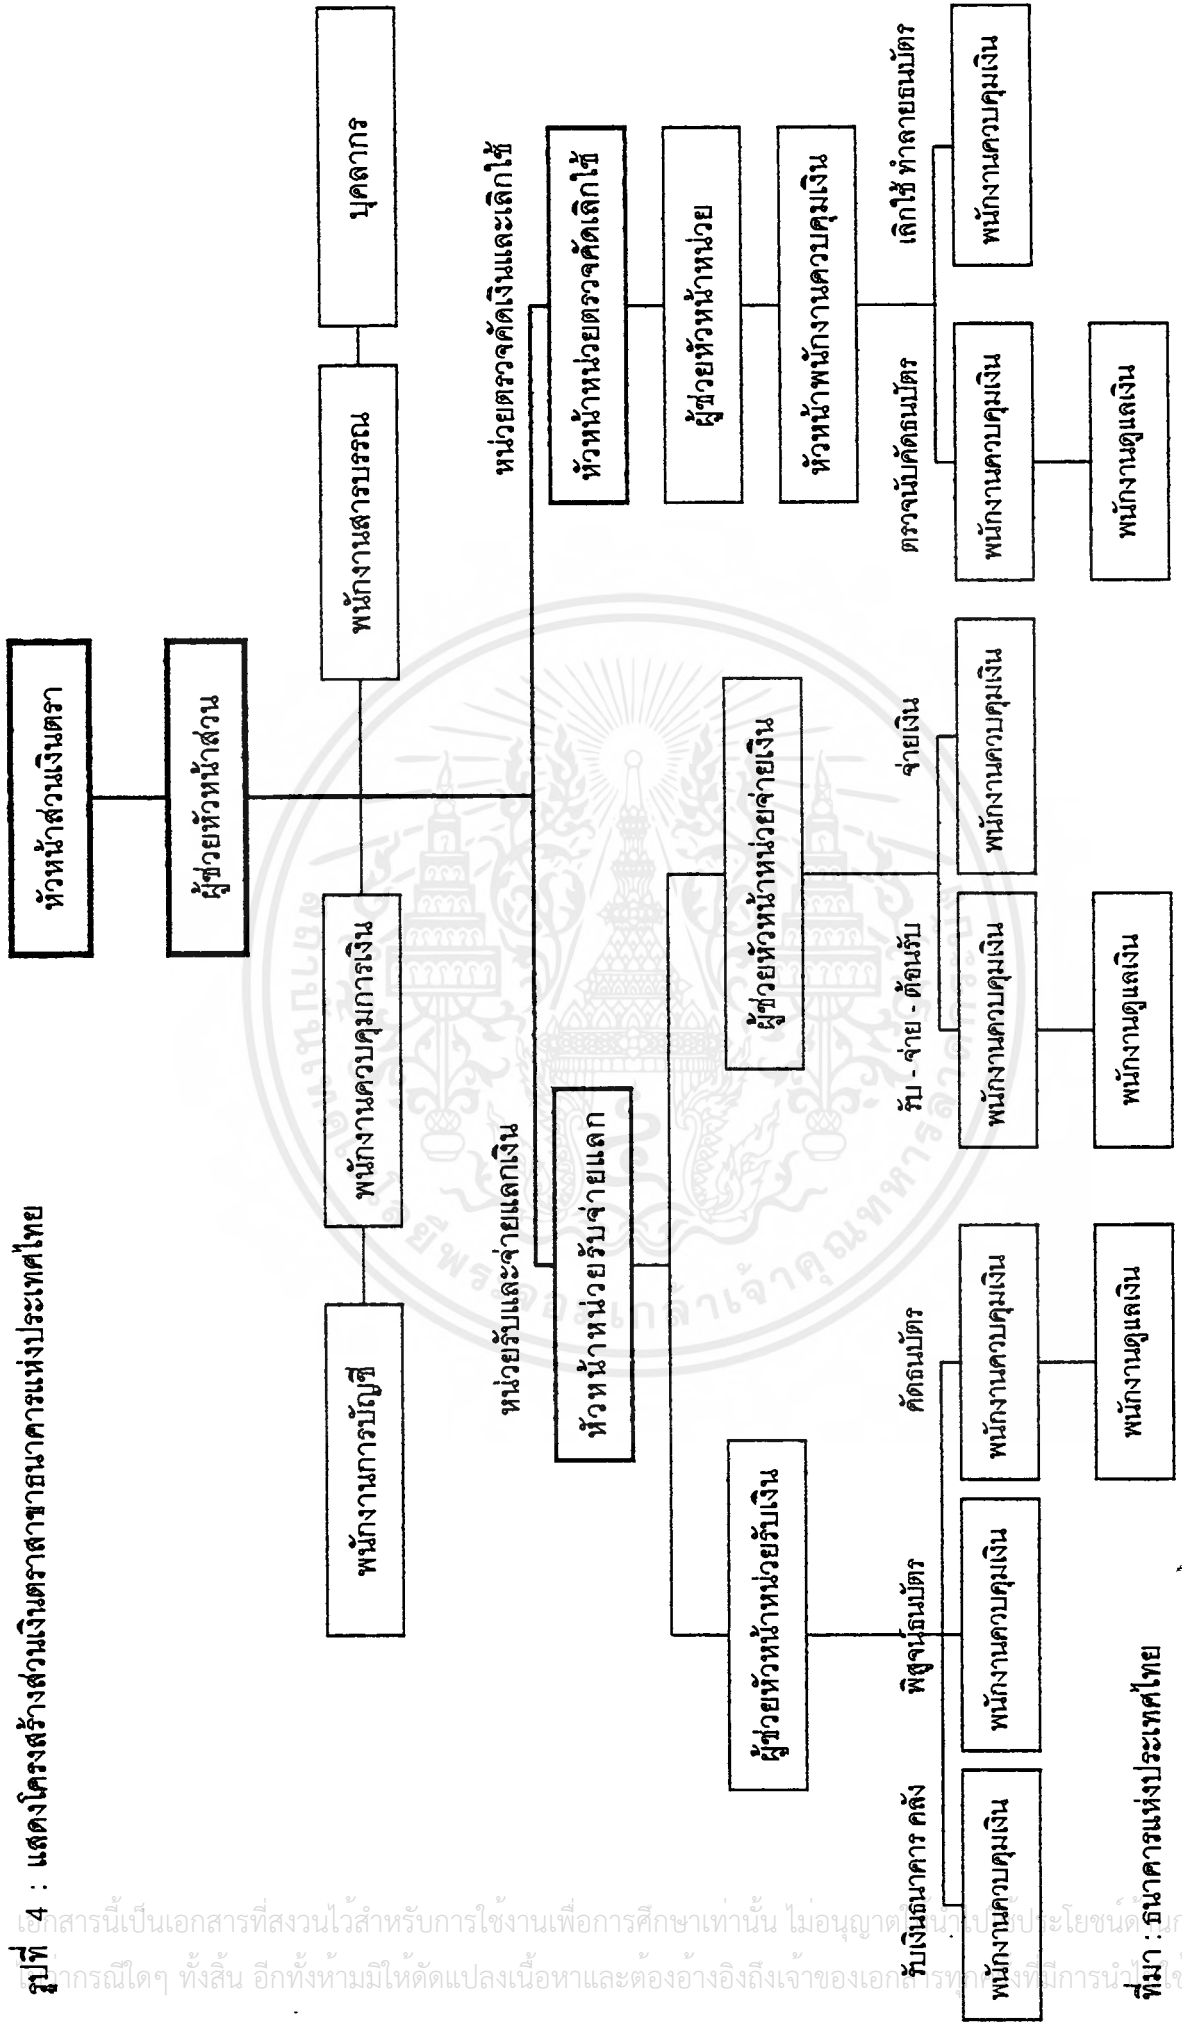 รูปที่ 4 : แสดงโครงสร้างส่วนเงินตราสาขาธนาคารแห่งประเทศไทย
หัวหน้าส่วนเงินตรา
ผู้ช่วยหัวหน้าส่วน
พนักงานการบัญชี
พนักงานควบคุมการเงิน
พนักงานสารบรรณ
บุคลากร
หน่วยรับและจ่ายแลกเงิน
หน่วยตรวจคัดเงินและเลิกใช้
หัวหน้าหน่วยรับจ่ายแลก
หัวหน้าหน่วยตรวจคัดเลิกใช้
ผู้ช่วยหัวหน้าหน่วย
ผู้ช่วยหัวหน้าหน่วยรับเงิน
ผู้ช่วยหัวหน้าหน่วยจ่ายเงิน
หัวหน้าพนักงานควบคุมเงิน
รับเงินธนาคาร คลัง
พิสูจน์ธนบัตร
คัดธนบัตร
รับ - จ่าย - ต้อนรับ
จ่ายเงิน
ตรวจนับคัดธนบัตร
เลิกใช้ ทำลายธนบัตร
พนักงานควบคุมเงิน
พนักงานควบคุมเงิน
พนักงานควบคุมเงิน
พนักงานควบคุมเงิน
พนักงานควบคุมเงิน
พนักงานควบคุมเงิน
พนักงานควบคุมเงิน
พนักงานดูแลเงิน
พนักงานดูแลเงิน
พนักงานดูแลเงิน
ที่มา : ธนาคารแห่งประเทศไทย
เอกสารนี้เป็นเอกสารที่สงวนไว้สำหรับการใช้งานเพื่อการศึกษาเท่านั้น ไม่อนุญาตให้นำไปใช้ประโยชน์ด้าน
ไม่ว่ากรณีใดๆ ทั้งสิ้น อีกทั้งห้ามมิให้ดัดแปลงเนื้อหาและต้องอ้างอิงถึงเจ้าของเอกสารทุกครั้งที่มีการนำไปใช้